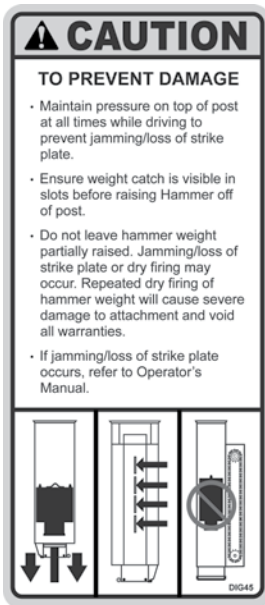 CAUTION
TO PREVENT DAMAGE
· Maintain pressure on top of post
at all times while driving to
prevent jamming/loss of strike
plate.
· Ensure weight catch is visible in
slots before raising Hammer off
of post.
· Do not leave hammer weight
partially raised. Jamming/loss of
strike plate or dry firing may
occur. Repeated dry firing of
hammer weight will cause severe
damage to attachment and void
all warranties.
· If jamming/loss of strike plate
occurs, refer to Operator's
Manual.
DIG45